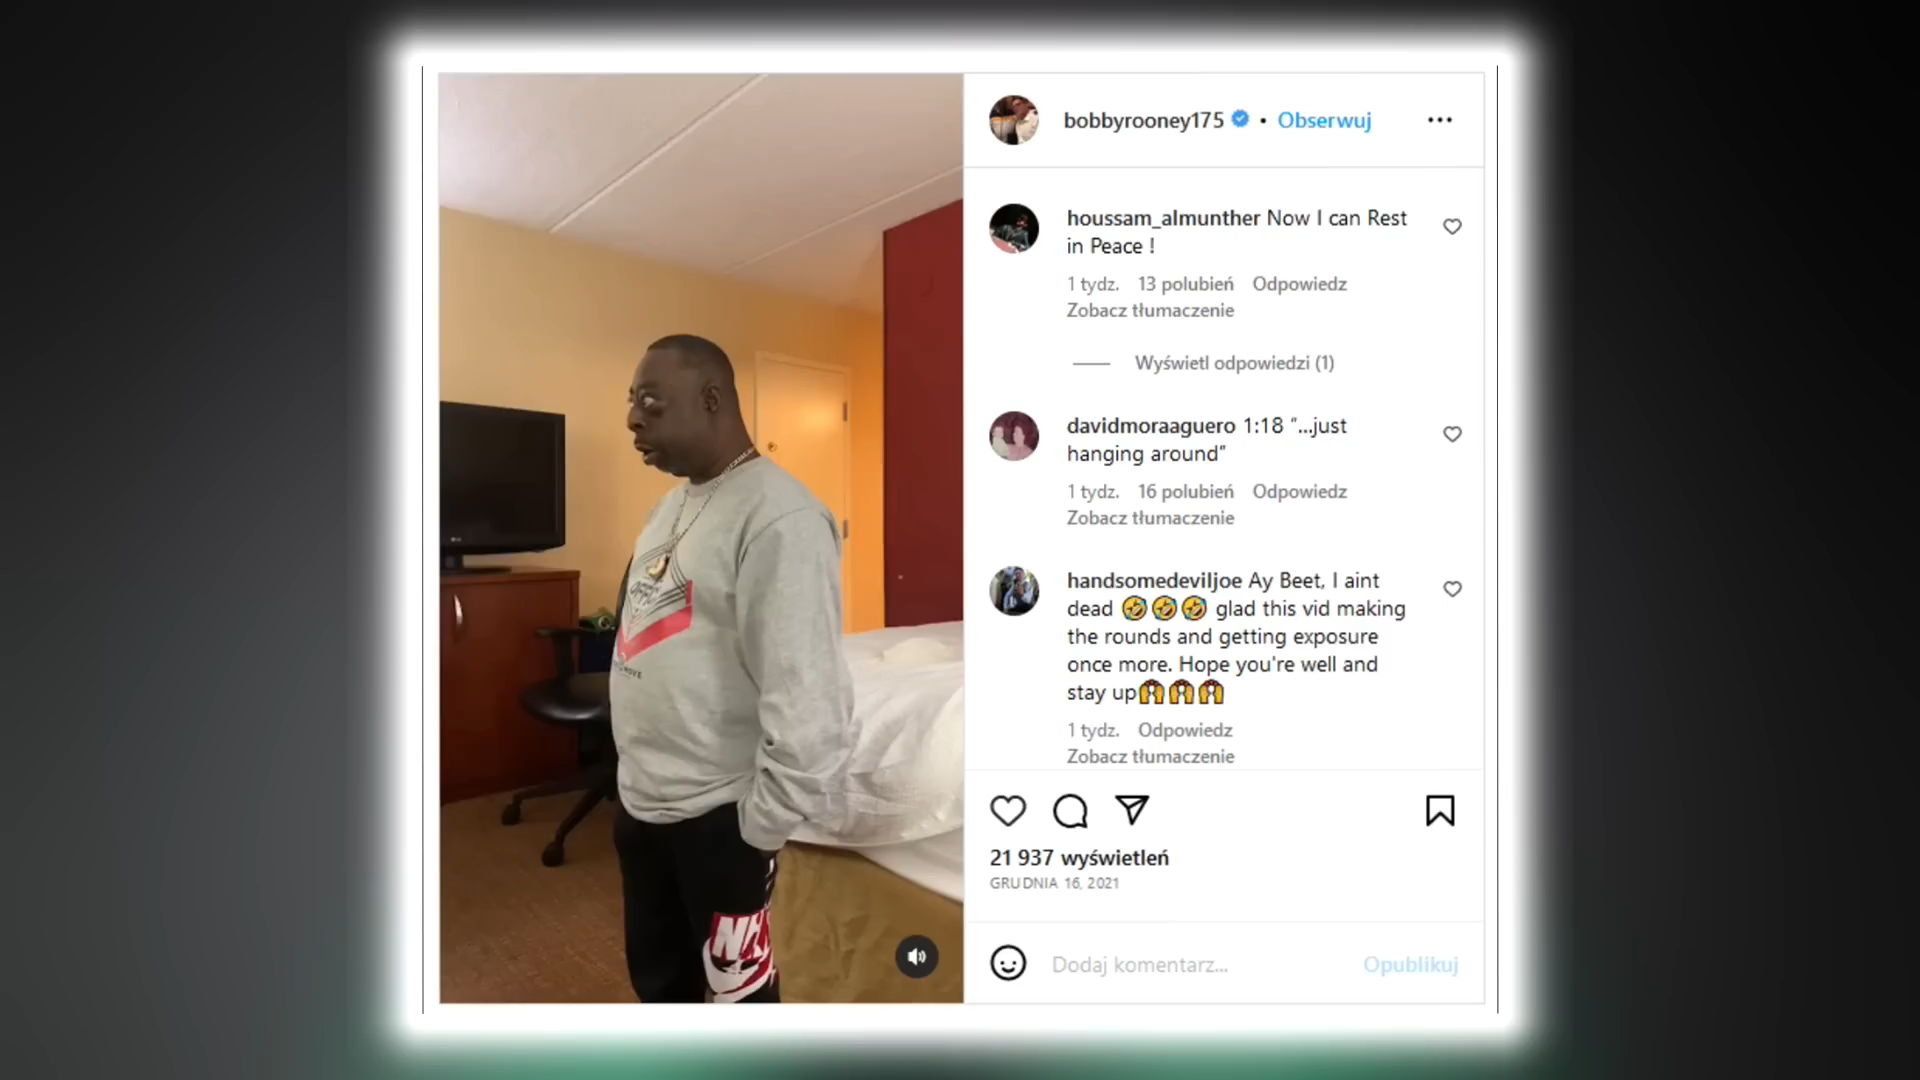 bobbyrooney175 • Obserwuj
houssam_almunther Now I can Rest
in Peace !
1 tydz. 13 polubień Odpowiedz
Zobacz tłumaczenie
Wyświetl odpowiedzi (1)
davidmoraaguero 1:18 "...just
hanging around"
1 tydz. 16 polubień Odpowiedz
Zobacz tłumaczenie
handsomedeviljoe Ay Beet, I aint
dead 🤣🤣🤣 glad this vid making
the rounds and getting exposure
once more. Hope you're well and
stay up🙌🙌🙌
1 tydz. Odpowiedz
Zobacz tłumaczenie
21 937 wyświetleń
GRUDNIA 16, 2021
Dodaj komentarz... Opublikuj